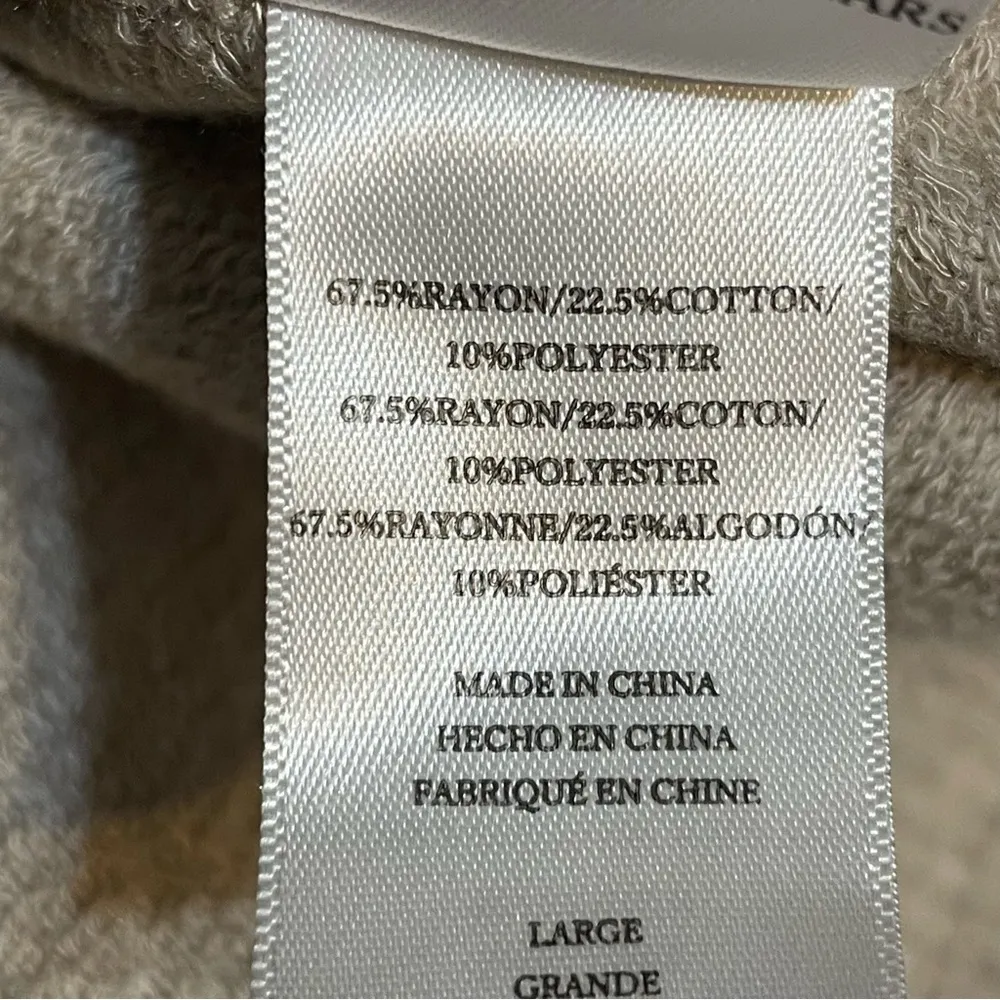 67.5%RAYON/22.5%COTTON/
10%POLYESTER
67.5%RAYON/22.5%COTON/
10%POLYESTER
67.5%RAYONNE/22.5%ALGODÓN/
10%POLIÉSTER
MADE IN CHINA
HECHO EN CHINA
FABRIQUÉ EN CHINE
LARGE
GRANDE